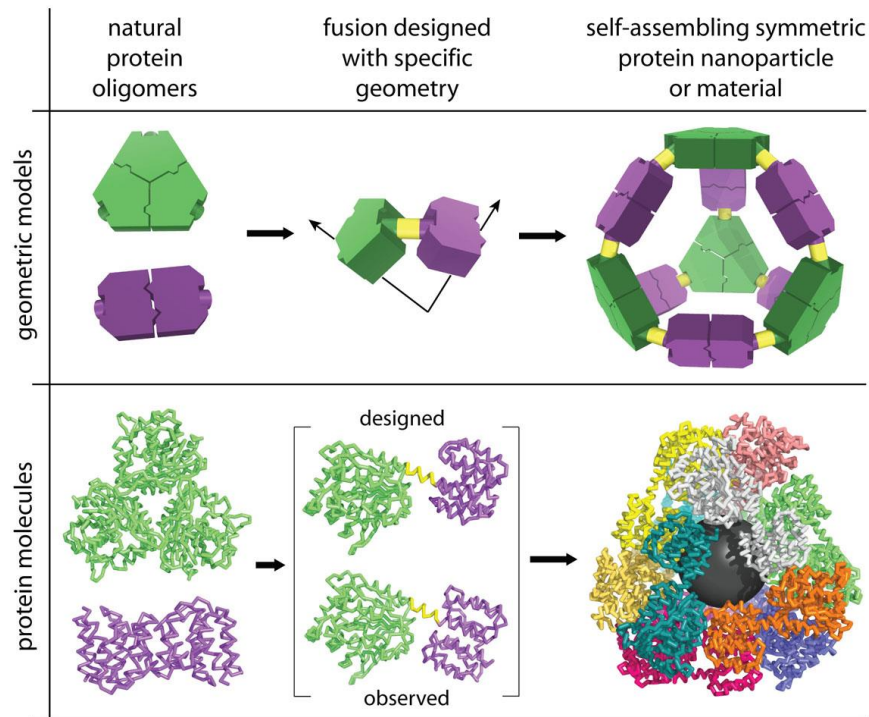 natural
protein
oligomers
fusion designed
with specific
geometry
self-assembling symmetric
protein nanoparticle
or material
geometric models
protein molecules
designed
observed